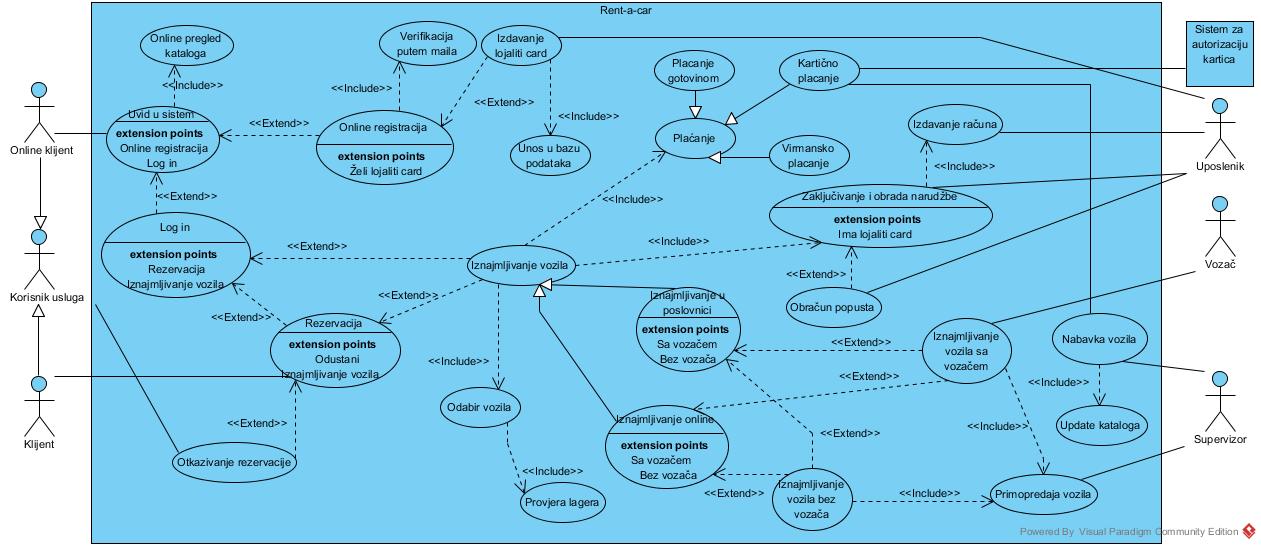 Rent-a-car
Online pregled
kataloga
Verifikacija
putem maila
Izdavanje
lojaliti card
Placanje
gotovinom
Kartično
placanje
Sistem za
autorizaciju
kartica
<<Include>>
<<Include>>
<<Extend>>
<<Include>>
Uvid u sistem
extension points
Online registracija
Log in
<<Extend>>
Online registracija
extension points
Želi lojaliti card
Unos u bazu
podataka
Plaćanje
Virmansko
placanje
Izdavanje računa
<<Include>>
Online klijent
Uposlenik
<<Extend>>
<<Include>>
Zaključivanje i obrada narudžbe
extension points
Ima lojaliti card
Log in
extension points
Rezervacija
Iznajmljivanje vozila
<<Extend>>
Iznajmljivanje vozila
<<Include>>
<<Extend>>
Vozač
Korisnik usluga
<<Extend>>
<<Extend>>
Obračun popusta
Rezervacija
extension points
Odustani
Iznajmljivanje vozila
Iznajmljivanje u
poslovnici
extension points
Sa vozačem
Bez vozača
<<Extend>>
Iznajmljivanje
vozila sa
vozačem
Nabavka vozila
<<Include>>
<<Extend>>
<<Include>>
Klijent
<<Extend>>
Odabir vozila
Iznajmljivanje online
extension points
Sa vozačem
Bez vozača
<<Extend>>
<<Include>>
Update kataloga
Supervizor
Otkazivanje rezervacije
<<Include>>
Provjera lagera
<<Extend>>
Iznajmljivanje
vozila bez
vozača
<<Include>>
Primopredaja vozila
Powered By Visual Paradigm Community Edition